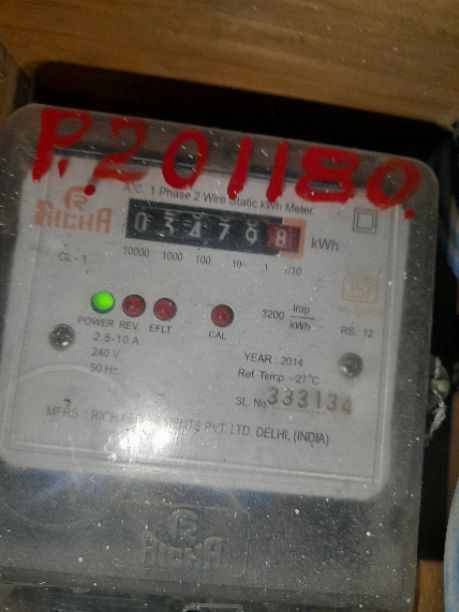 P.201180.
A°C. 1 Phase 2 Wire Static kWh Meter.
R
RICHA
kWh
10000 1000 100 10 1 1/10
CL-1
POWER REV. EFLT CAL
3200 imp/kWh
RS. 12
2.5-10 A
240 V.
50 Hz
YEAR : 2014
Ref. Temp. -27°C
SL. No. 333134
MFRS. : RICHA PVT. LTD. DELHI, (INDIA)
R
RICHA